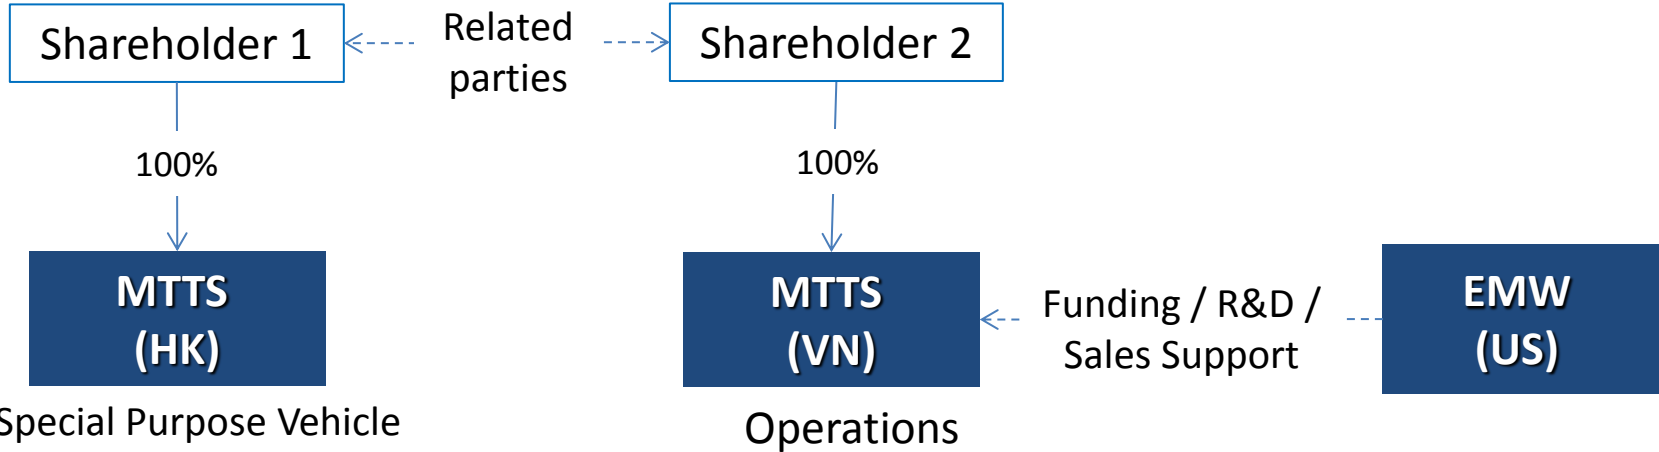 Shareholder 1
Related
parties
Shareholder 2
100%
100%
MTTS
(HK)
MTTS
(VN)
Funding / R&D /
Sales Support
EMW
(US)
Special Purpose Vehicle
Operations